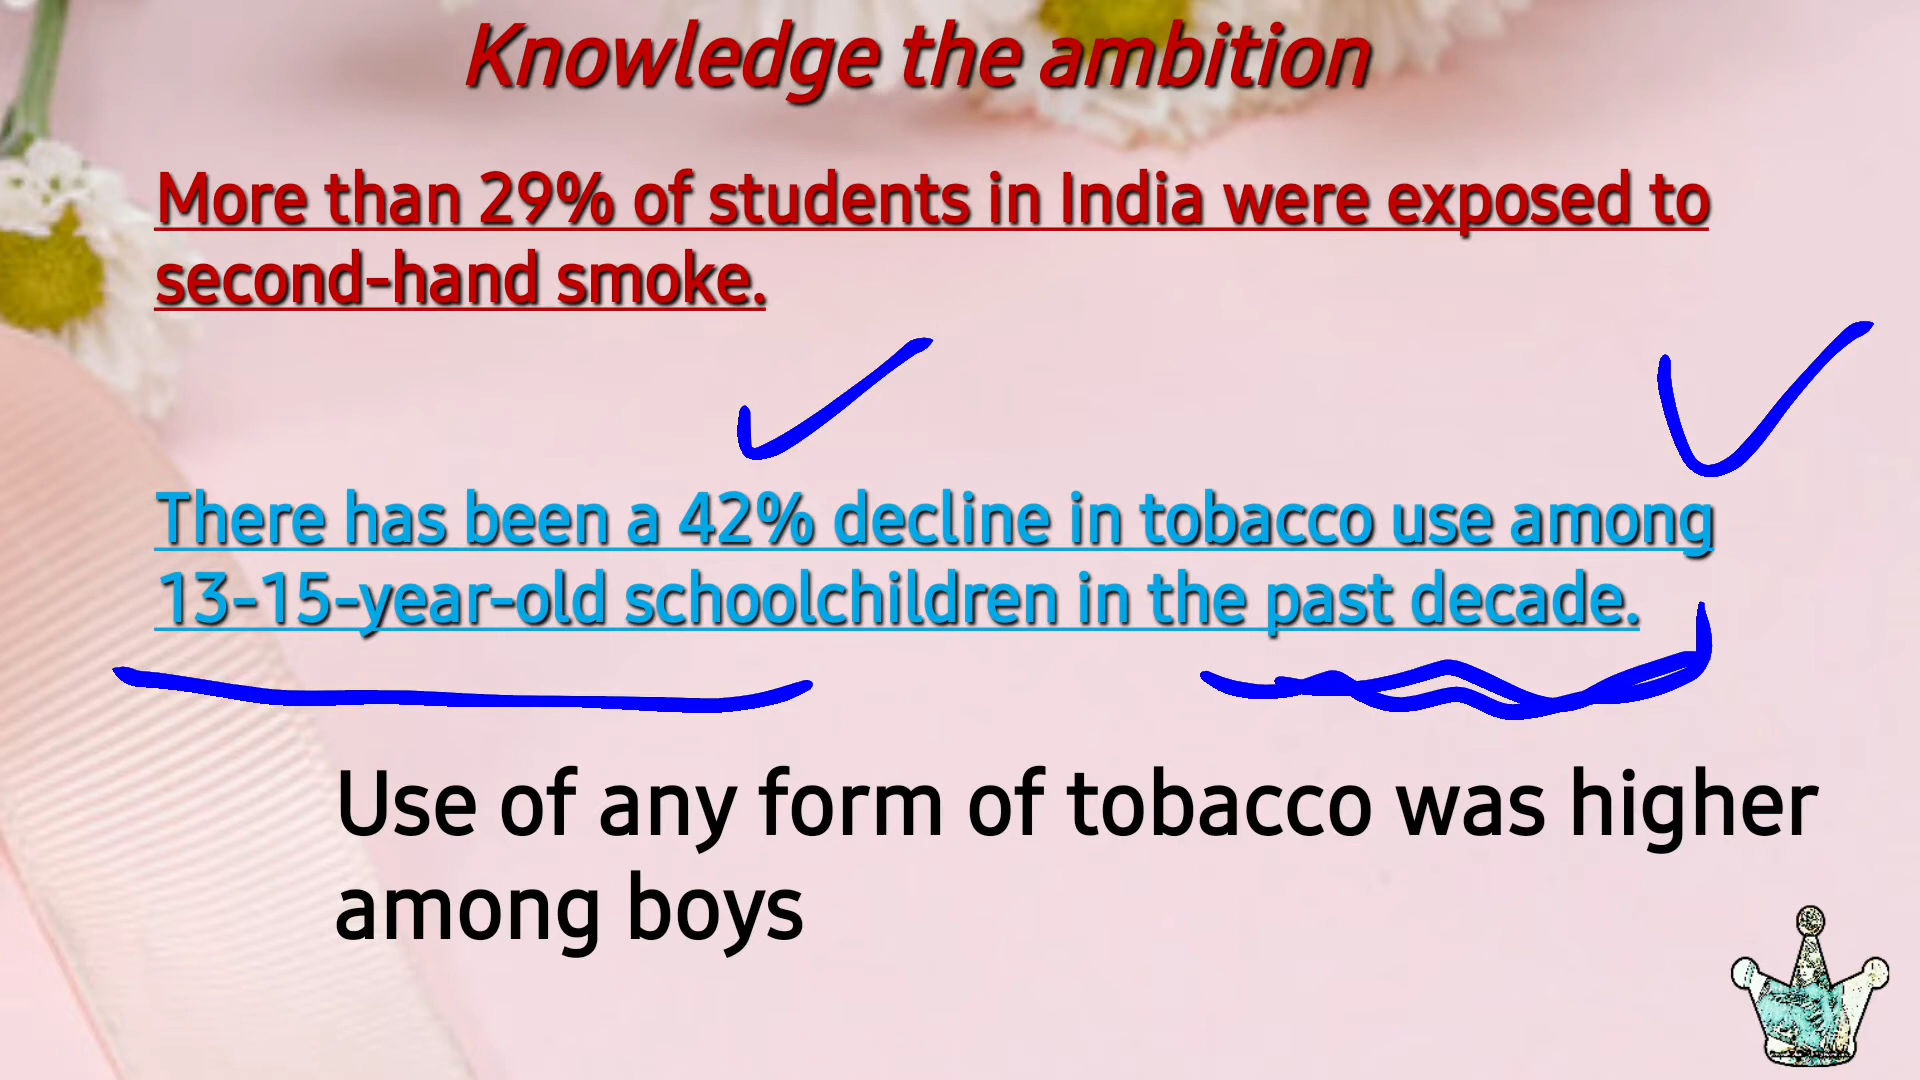 Knowledge the ambition
More than 29% of students in India were exposed to
second-hand smoke.
There has been a 42% decline in tobacco use among
13-15-year-old schoolchildren in the past decade.
Use of any form of tobacco was higher
among boys